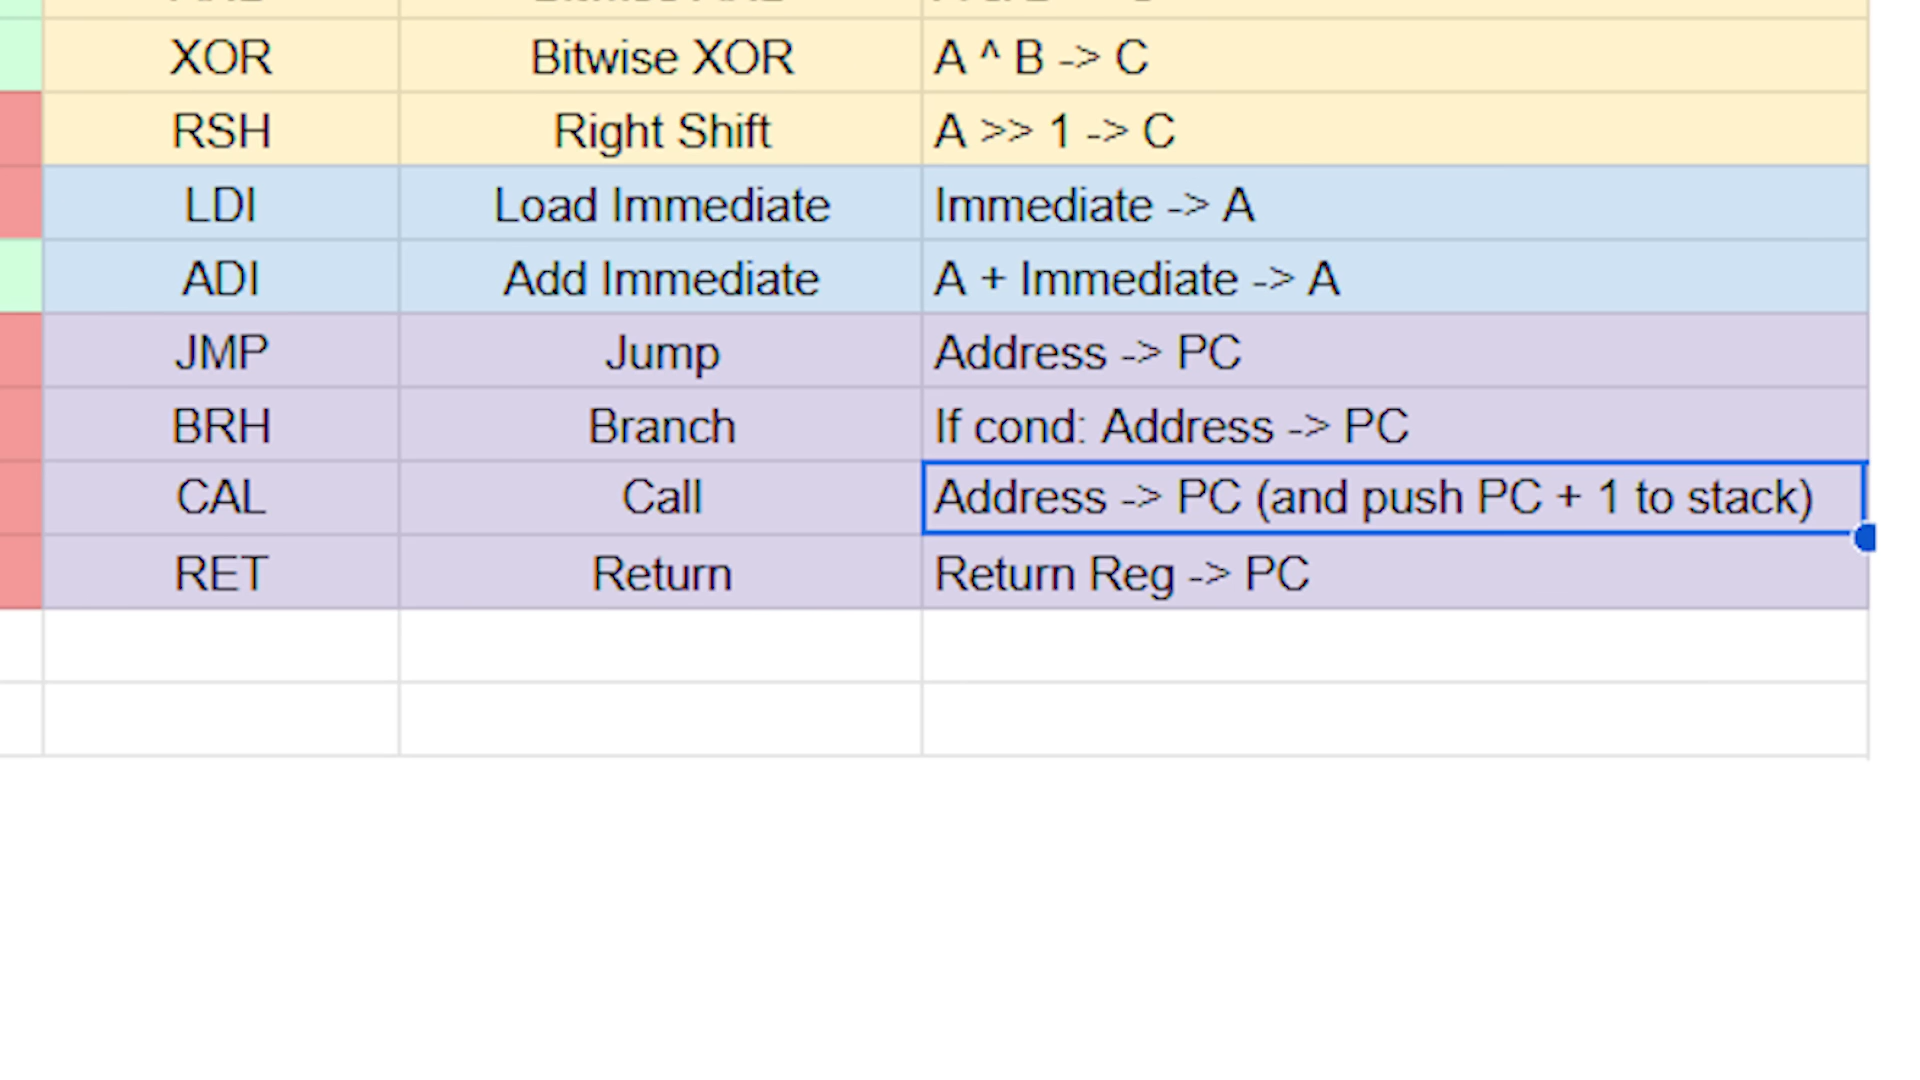 XOR Bitwise XOR A ^ B -> C
RSH Right Shift A >> 1 -> C
LDI Load Immediate Immediate -> A
ADI Add Immediate A + Immediate -> A
JMP Jump Address -> PC
BRH Branch If cond: Address -> PC
CAL Call Address -> PC (and push PC + 1 to stack)
RET Return Return Reg -> PC